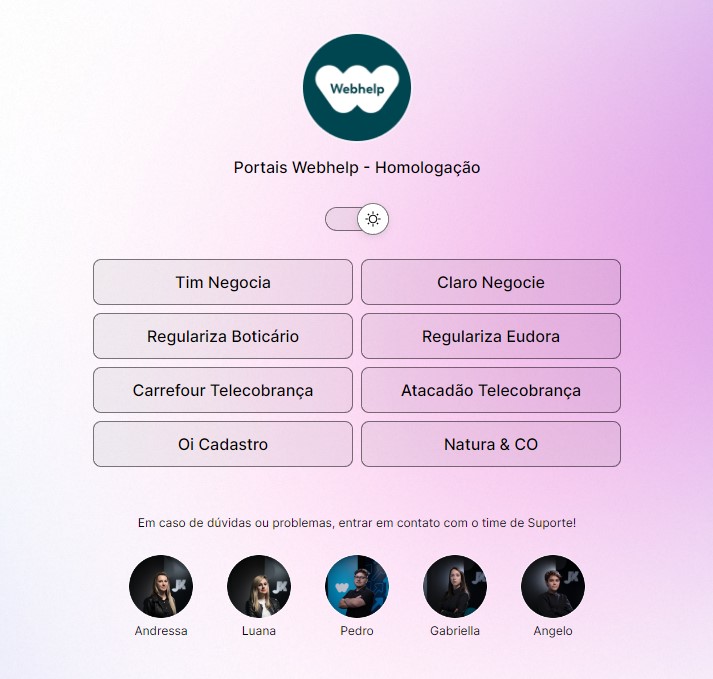 Webhelp
Portais Webhelp - Homologação
Tim Negocia
Claro Negocie
Regulariza Boticário
Regulariza Eudora
Carrefour Telecobrança
Atacadão Telecobrança
Oi Cadastro
Natura & CO
Em caso de dúvidas ou problemas, entrar em contato com o time de Suporte!
Andressa
Luana
Pedro
Gabriella
Angelo